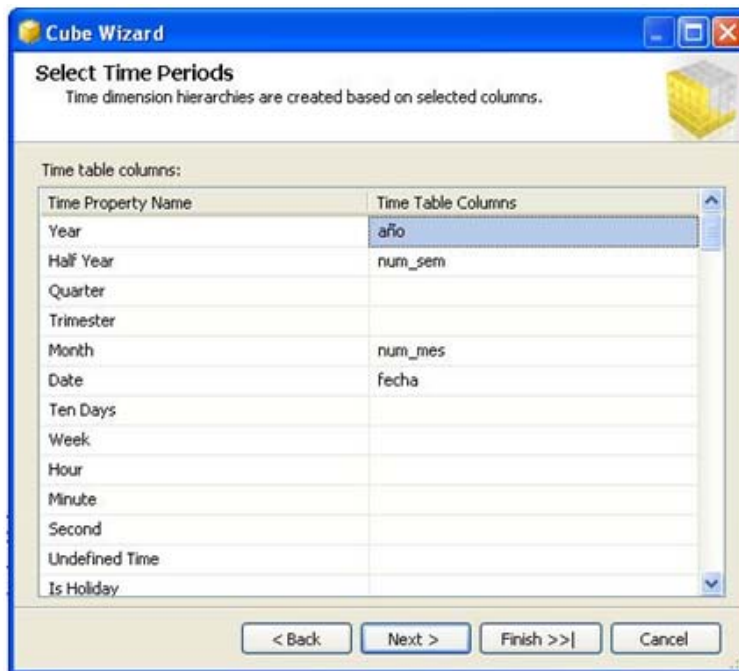 Cube Wizard
Select Time Periods
Time dimension hierarchies are created based on selected columns.
Time table columns:
Time Property Name Time Table Columns
Year año
Half Year num_sem
Quarter
Trimester
Month num_mes
Date fecha
Ten Days
Week
Hour
Minute
Second
Undefined Time
Is Holiday
< Back Next > Finish >>| Cancel